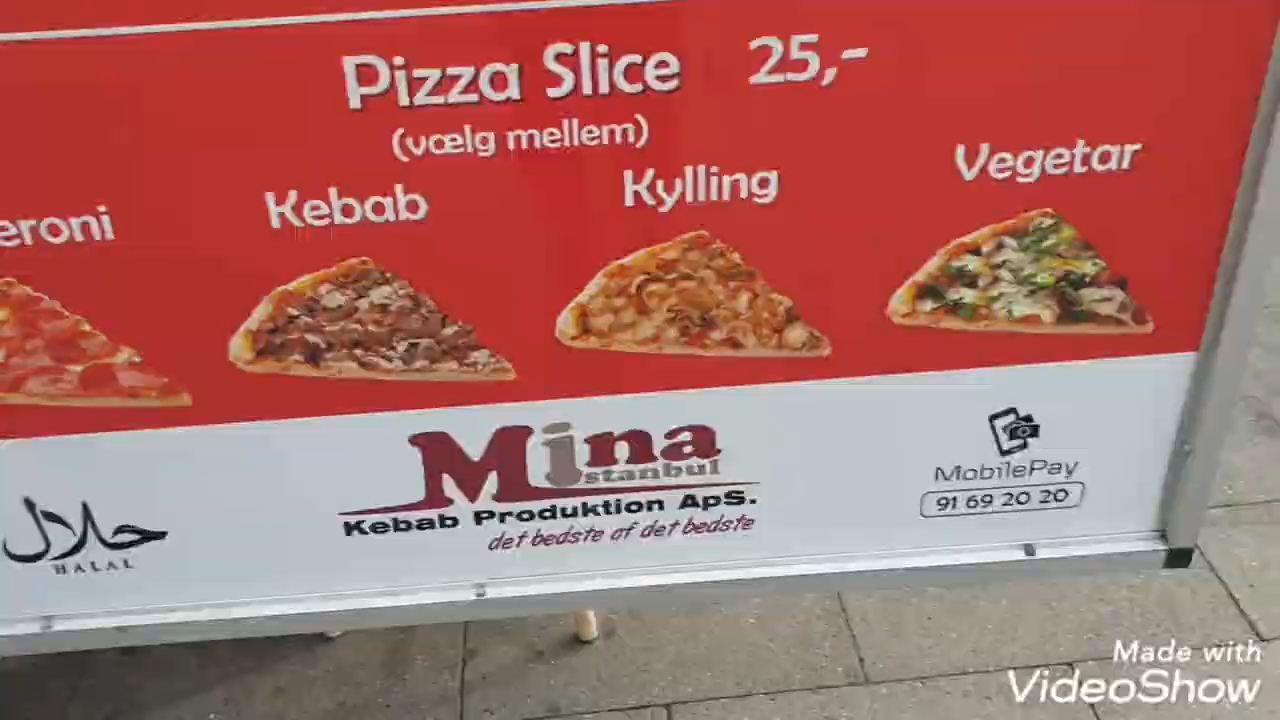 Pizza Slice 25,-
(vælg mellem)
eroni
Kebab
Kylling
Vegetar
حلال
HALAL
Mina
istanbul
Kebab Produktion ApS.
det bedste af det bedste
MobilePay
91 69 20 20
Made with
VideoShow